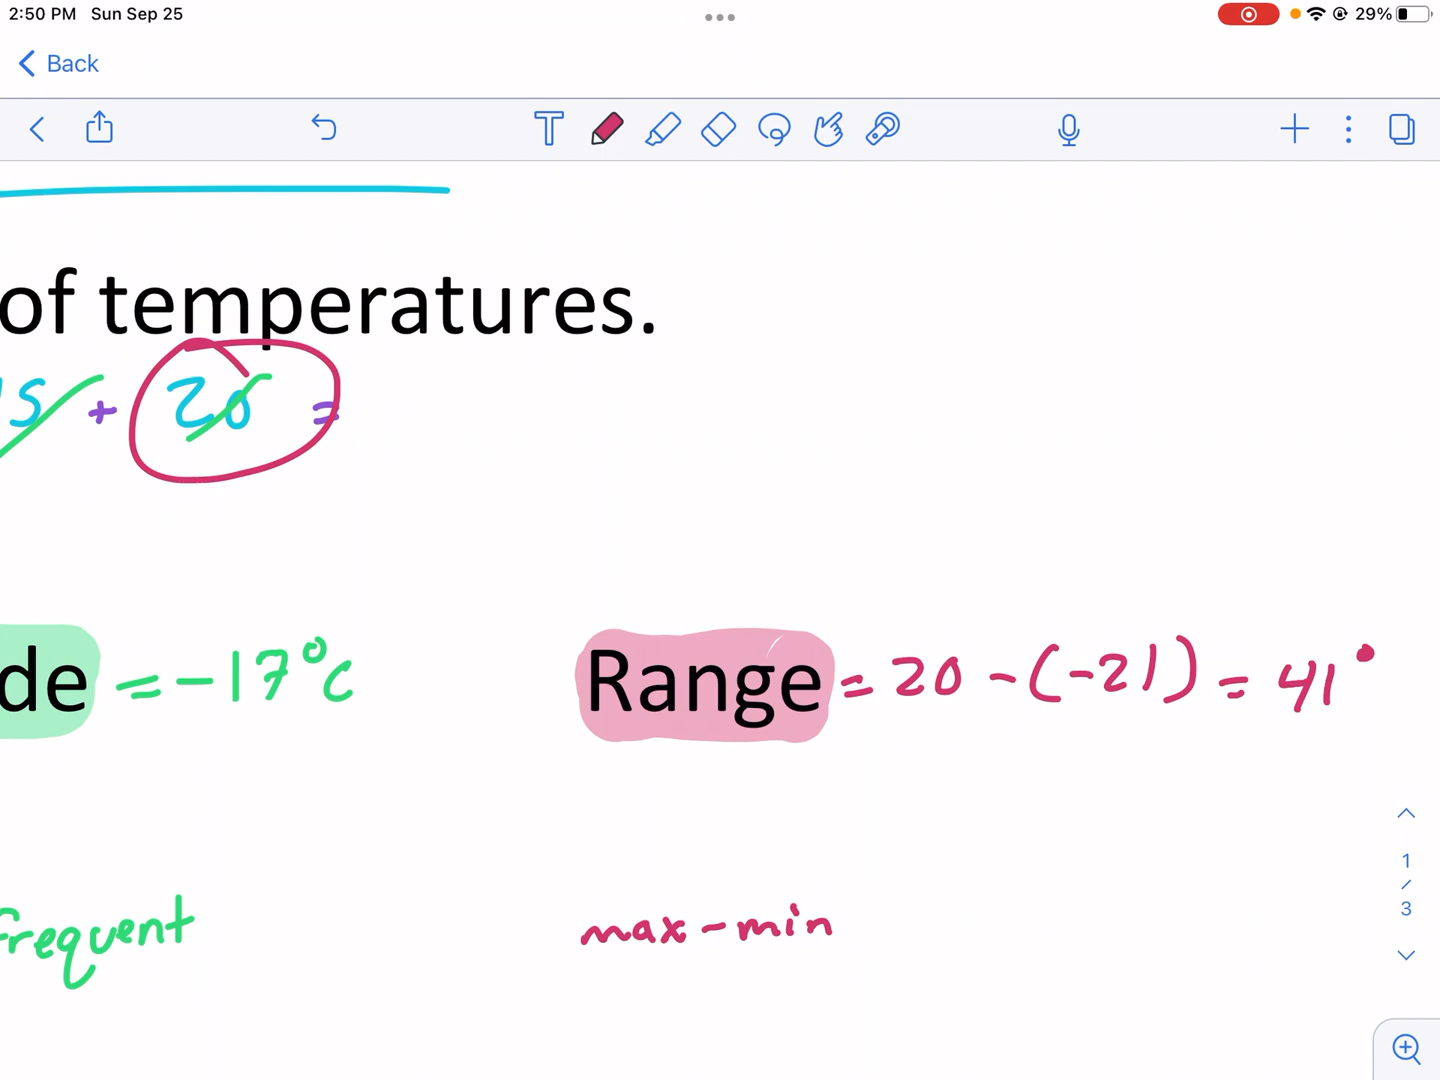 2:50 PM Sun Sep 25
29%
Back
of temperatures.
15 + 20 =
de = -17°C
Range = 20 - (-21) = 41°
1
/
3
frequent
max - min